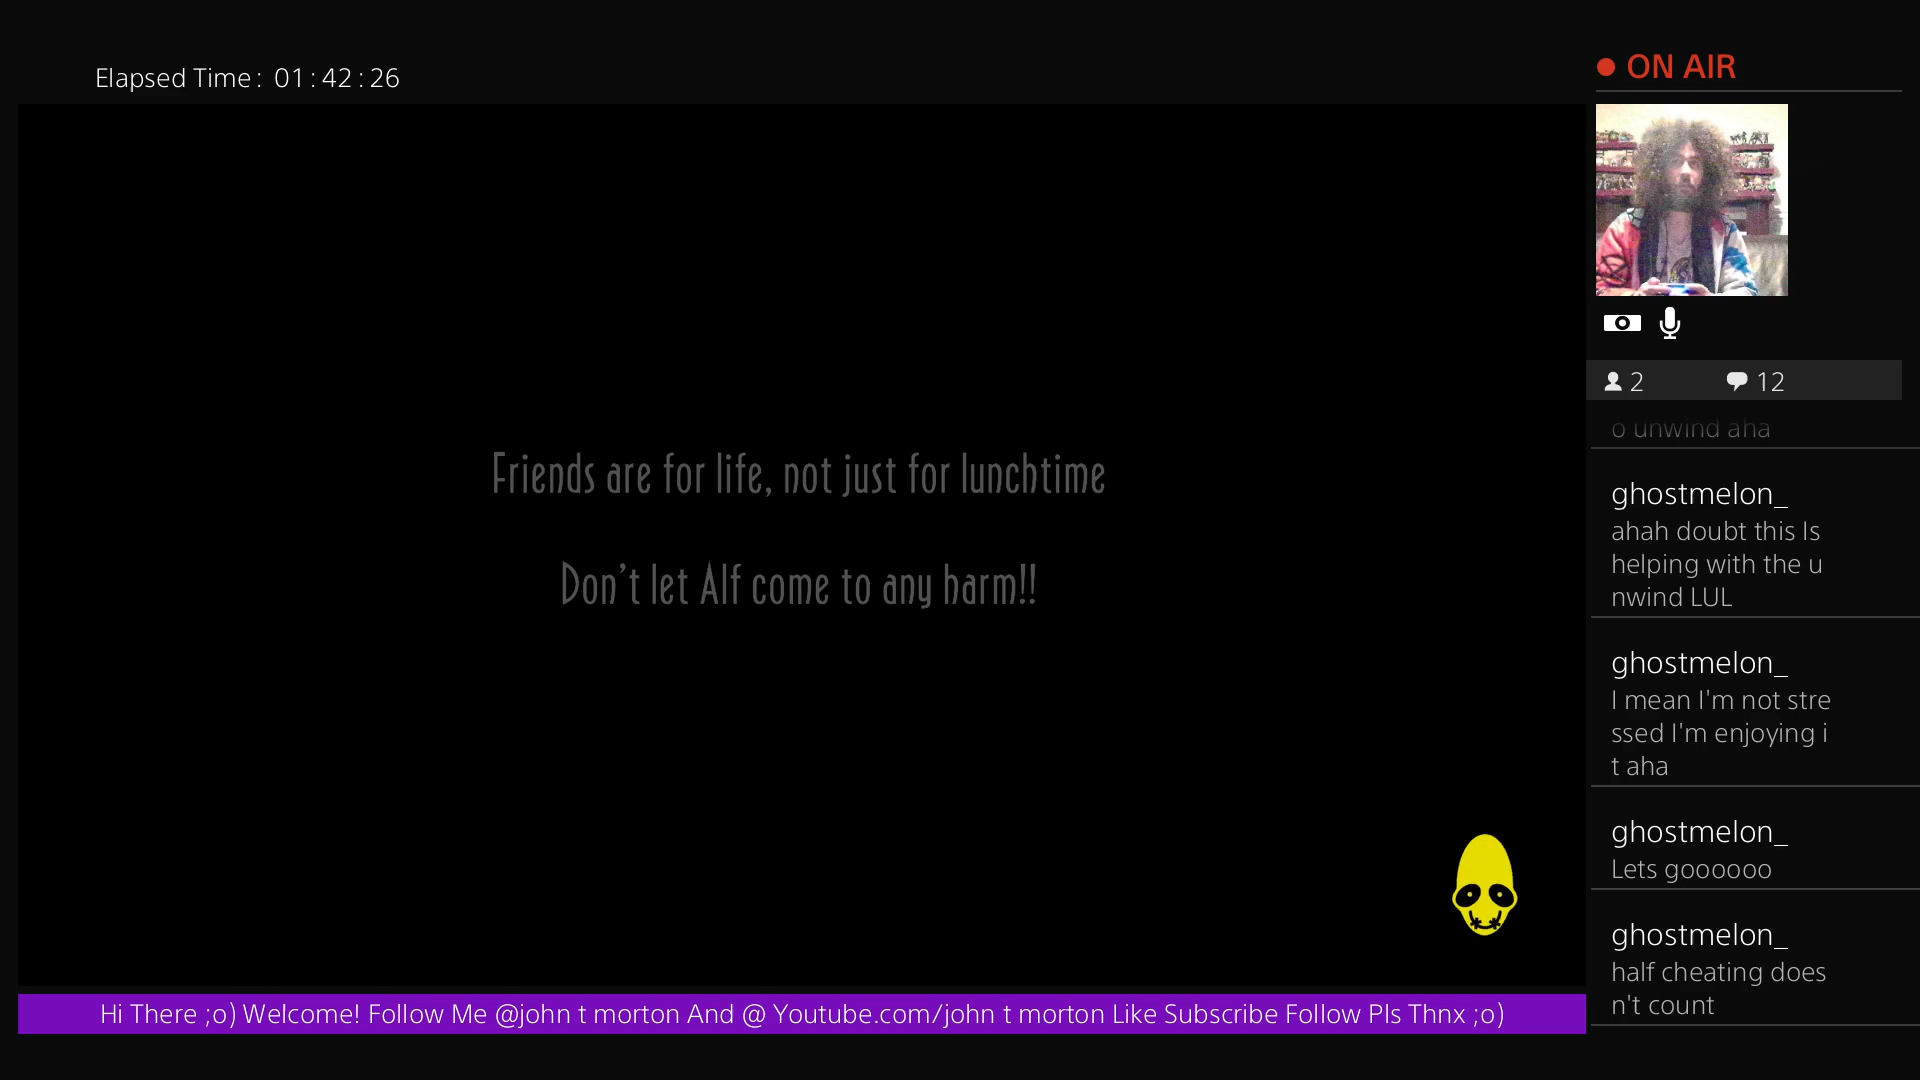 Elapsed Time: 01:42:26
ON AIR
2
12
o unwind aha
ghostmelon_
ahah doubt this Is
helping with the u
nwind LUL
ghostmelon_
I mean I'm not stre
ssed I'm enjoying i
t aha
ghostmelon_
Lets goooooo
ghostmelon_
half cheating does
n't count
Friends are for life, not just for lunchtime
Don't let Alf come to any harm!!
Hi There ;o) Welcome! Follow Me @john t morton And @ Youtube.com/john t morton Like Subscribe Follow Pls Thnx ;o)